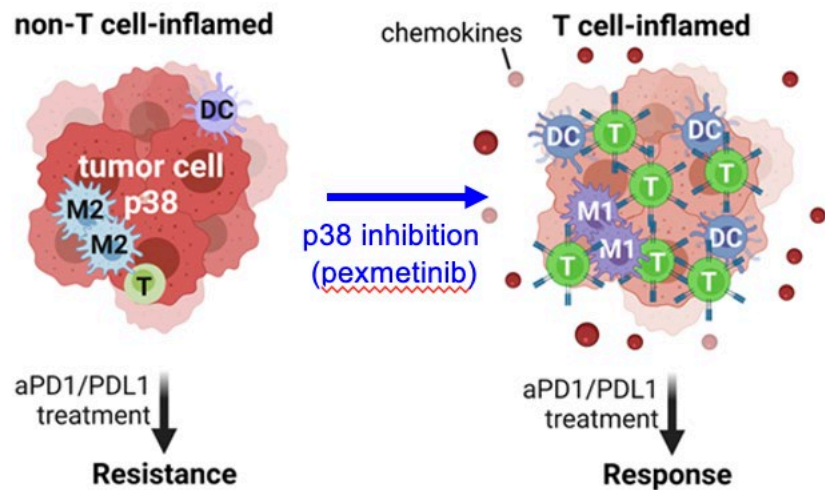 non-T cell-inflamed
T cell-inflamed
chemokines
DC
tumor cell
p38
M2
M2
T
p38 inhibition
(pexmetinib)
DC
T
DC
T
T
M1
M1
DC
T
T
T
aPD1/PDL1
treatment
Resistance
aPD1/PDL1
treatment
Response